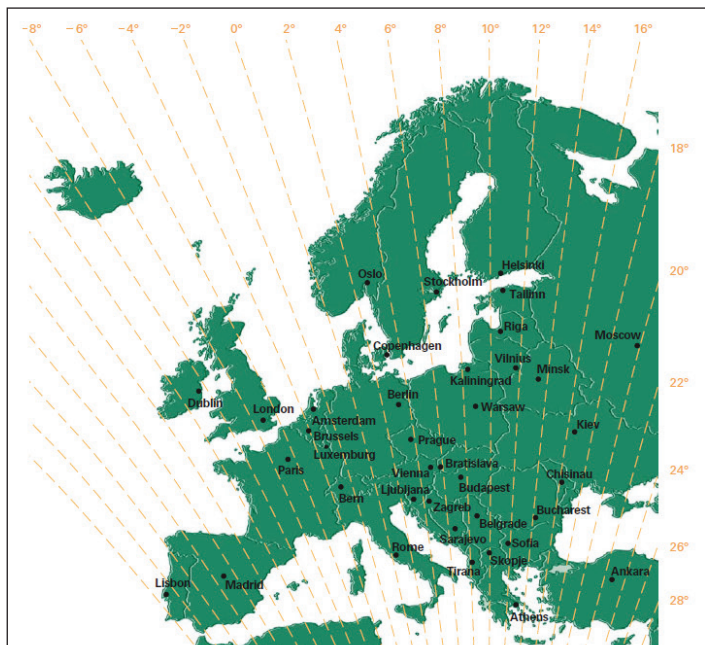 −8° −6° −4° −2° 0° 2° 4° 6° 8° 10° 12° 14° 16°
18°
20°
22°
24°
26°
28°
Oslo
Helsinki
Stockholm
Tallinn
Riga
Moscow
Copenhagen
Vilnius
Minsk
Kaliningrad
Dublin
London
Berlin
Warsaw
Amsterdam
Kiev
Brussels
Prague
Luxemburg
Paris
Vienna
Bratislava
Chisinau
Bern
Ljubljana
Budapest
Zagreb
Bucharest
Belgrade
Sarajevo
Sofia
Rome
Skopje
Tirana
Ankara
Lisbon
Madrid
Athens